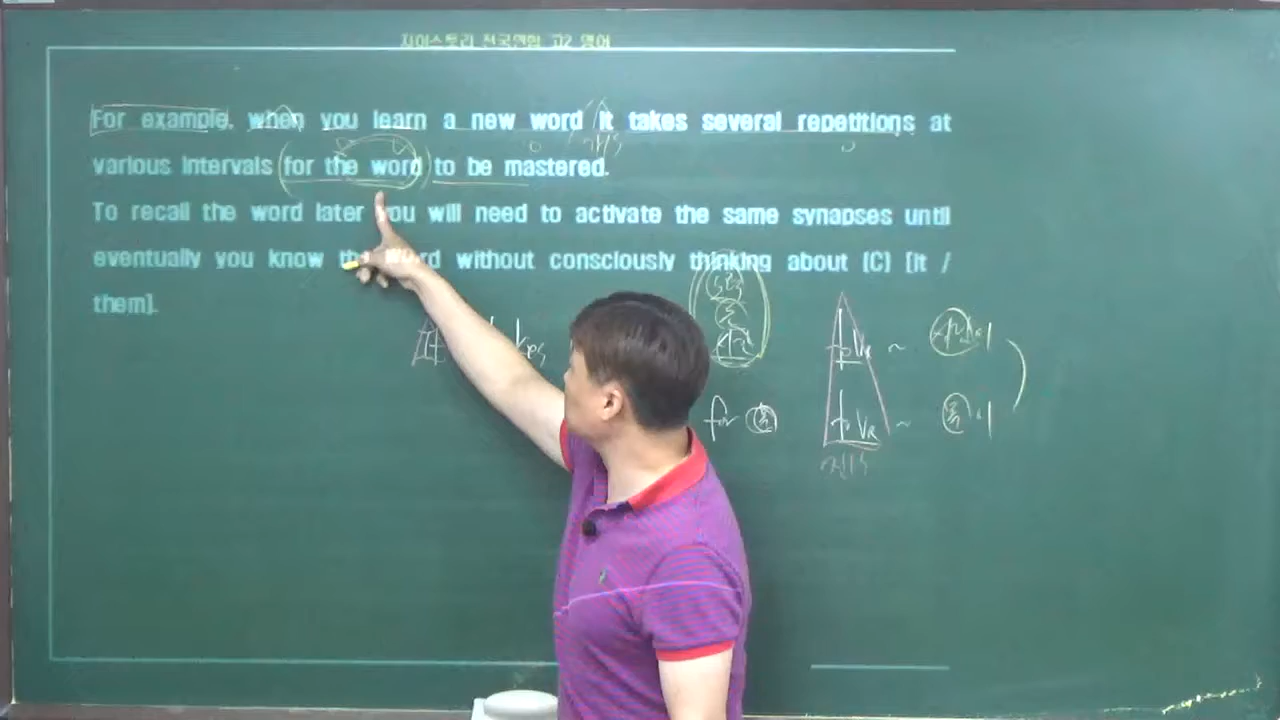 자이스토리 전국연합 고2 영어
For example, when you learn a new word it takes several repetitions at
various intervals for the word to be mastered.
To recall the word later you will need to activate the same synapses until
eventually you know the word without consciously thinking about (C) [it /
them].
for